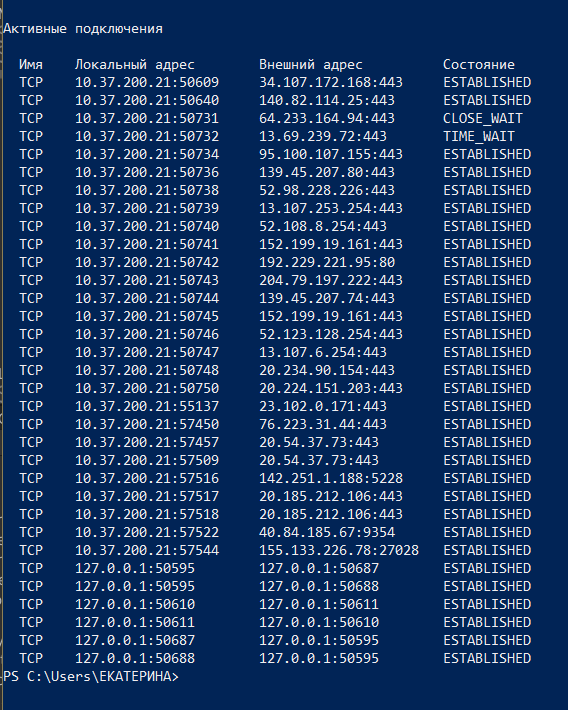 Активные подключения
Имя Локальный адрес Внешний адрес Состояние
TCP 10.37.200.21:50609 34.107.172.168:443 ESTABLISHED
TCP 10.37.200.21:50640 140.82.114.25:443 ESTABLISHED
TCP 10.37.200.21:50731 64.233.164.94:443 CLOSE_WAIT
TCP 10.37.200.21:50732 13.69.239.72:443 TIME_WAIT
TCP 10.37.200.21:50734 95.100.107.155:443 ESTABLISHED
TCP 10.37.200.21:50736 139.45.207.80:443 ESTABLISHED
TCP 10.37.200.21:50738 52.98.228.226:443 ESTABLISHED
TCP 10.37.200.21:50739 13.107.253.254:443 ESTABLISHED
TCP 10.37.200.21:50740 52.108.8.254:443 ESTABLISHED
TCP 10.37.200.21:50741 152.199.19.161:443 ESTABLISHED
TCP 10.37.200.21:50742 192.229.221.95:80 ESTABLISHED
TCP 10.37.200.21:50743 204.79.197.222:443 ESTABLISHED
TCP 10.37.200.21:50744 139.45.207.74:443 ESTABLISHED
TCP 10.37.200.21:50745 152.199.19.161:443 ESTABLISHED
TCP 10.37.200.21:50746 52.123.128.254:443 ESTABLISHED
TCP 10.37.200.21:50747 13.107.6.254:443 ESTABLISHED
TCP 10.37.200.21:50748 20.234.90.154:443 ESTABLISHED
TCP 10.37.200.21:50750 20.224.151.203:443 ESTABLISHED
TCP 10.37.200.21:55137 23.102.0.171:443 ESTABLISHED
TCP 10.37.200.21:57450 76.223.31.44:443 ESTABLISHED
TCP 10.37.200.21:57457 20.54.37.73:443 ESTABLISHED
TCP 10.37.200.21:57509 20.54.37.73:443 ESTABLISHED
TCP 10.37.200.21:57516 142.251.1.188:5228 ESTABLISHED
TCP 10.37.200.21:57517 20.185.212.106:443 ESTABLISHED
TCP 10.37.200.21:57518 20.185.212.106:443 ESTABLISHED
TCP 10.37.200.21:57522 40.84.185.67:9354 ESTABLISHED
TCP 10.37.200.21:57544 155.133.226.78:27028 ESTABLISHED
TCP 127.0.0.1:50595 127.0.0.1:50687 ESTABLISHED
TCP 127.0.0.1:50595 127.0.0.1:50688 ESTABLISHED
TCP 127.0.0.1:50610 127.0.0.1:50611 ESTABLISHED
TCP 127.0.0.1:50611 127.0.0.1:50610 ESTABLISHED
TCP 127.0.0.1:50687 127.0.0.1:50595 ESTABLISHED
TCP 127.0.0.1:50688 127.0.0.1:50595 ESTABLISHED
PS C:\Users\ЕКАТЕРИНА>